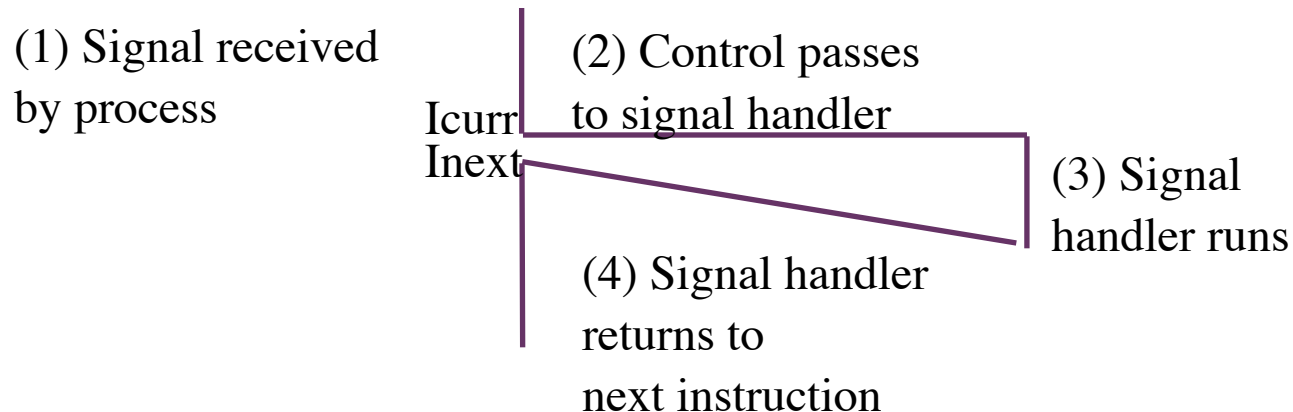 (1) Signal received
by process
(2) Control passes
to signal handler
Icurr
Inext
(3) Signal
handler runs
(4) Signal handler
returns to
next instruction